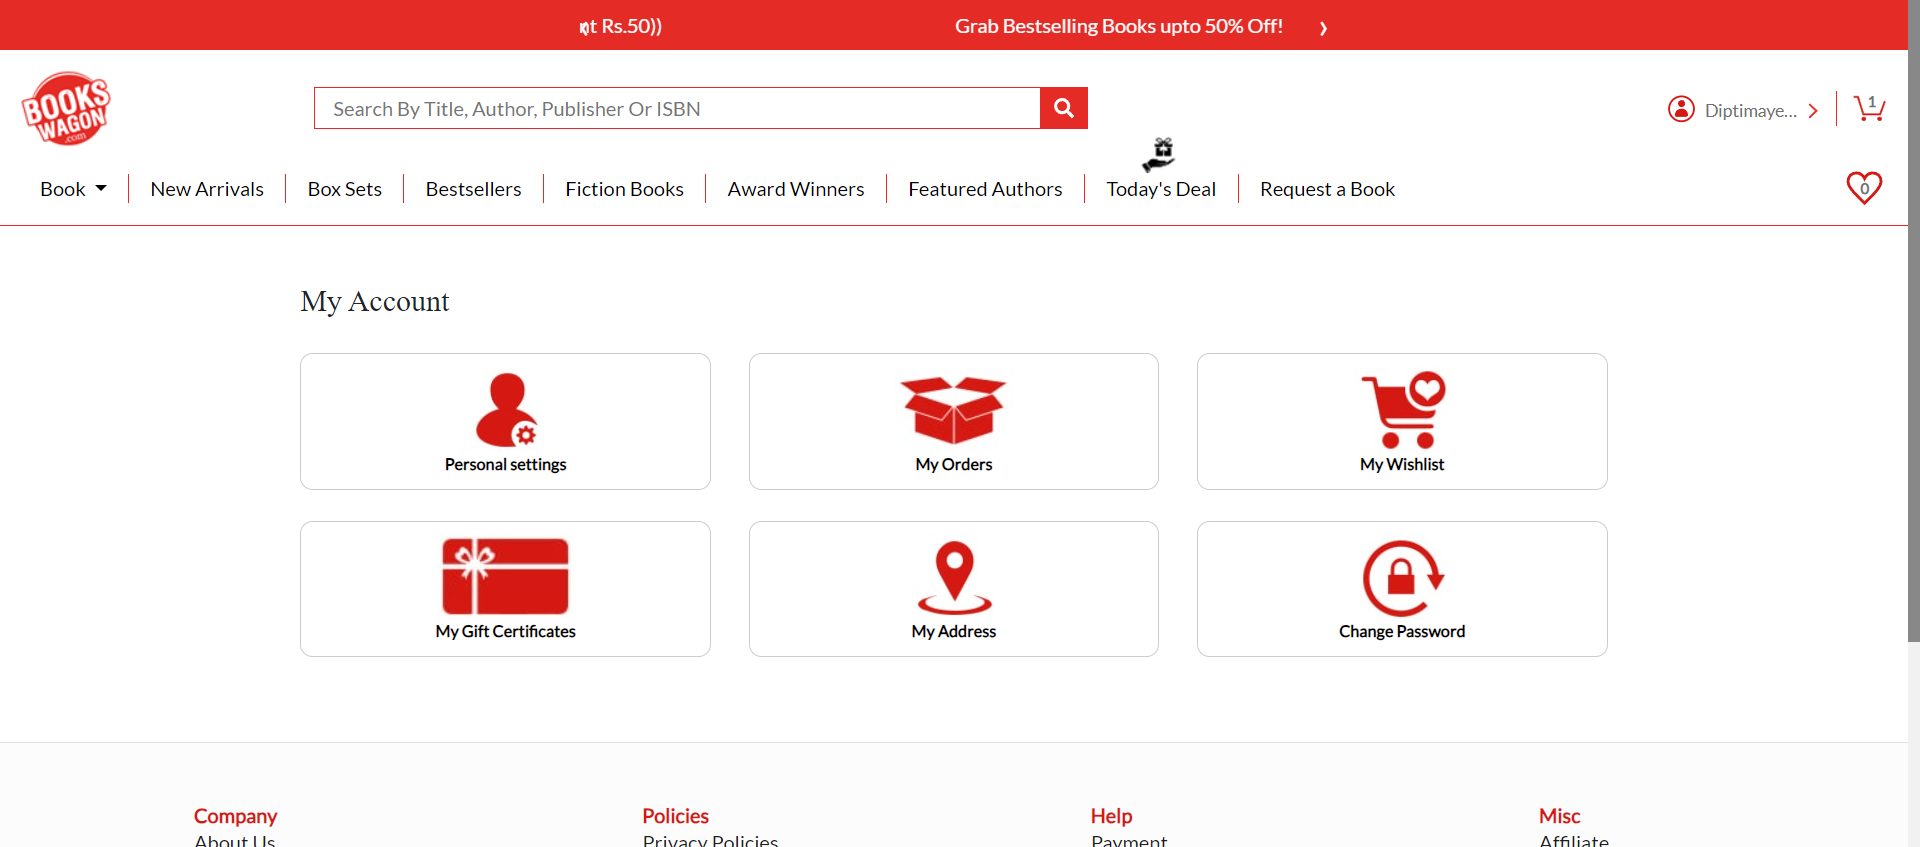 t Rs.50)) Grab Bestselling Books upto 50% Off!
BOOKS WAGON .com
Search By Title, Author, Publisher Or ISBN
Diptimaye... 1
Book New Arrivals Box Sets Bestsellers Fiction Books Award Winners Featured Authors Today's Deal Request a Book 0
My Account
Personal settings My Orders My Wishlist
My Gift Certificates My Address Change Password
Company Policies Help Misc
About Us Privacy Policies Payment Affiliate